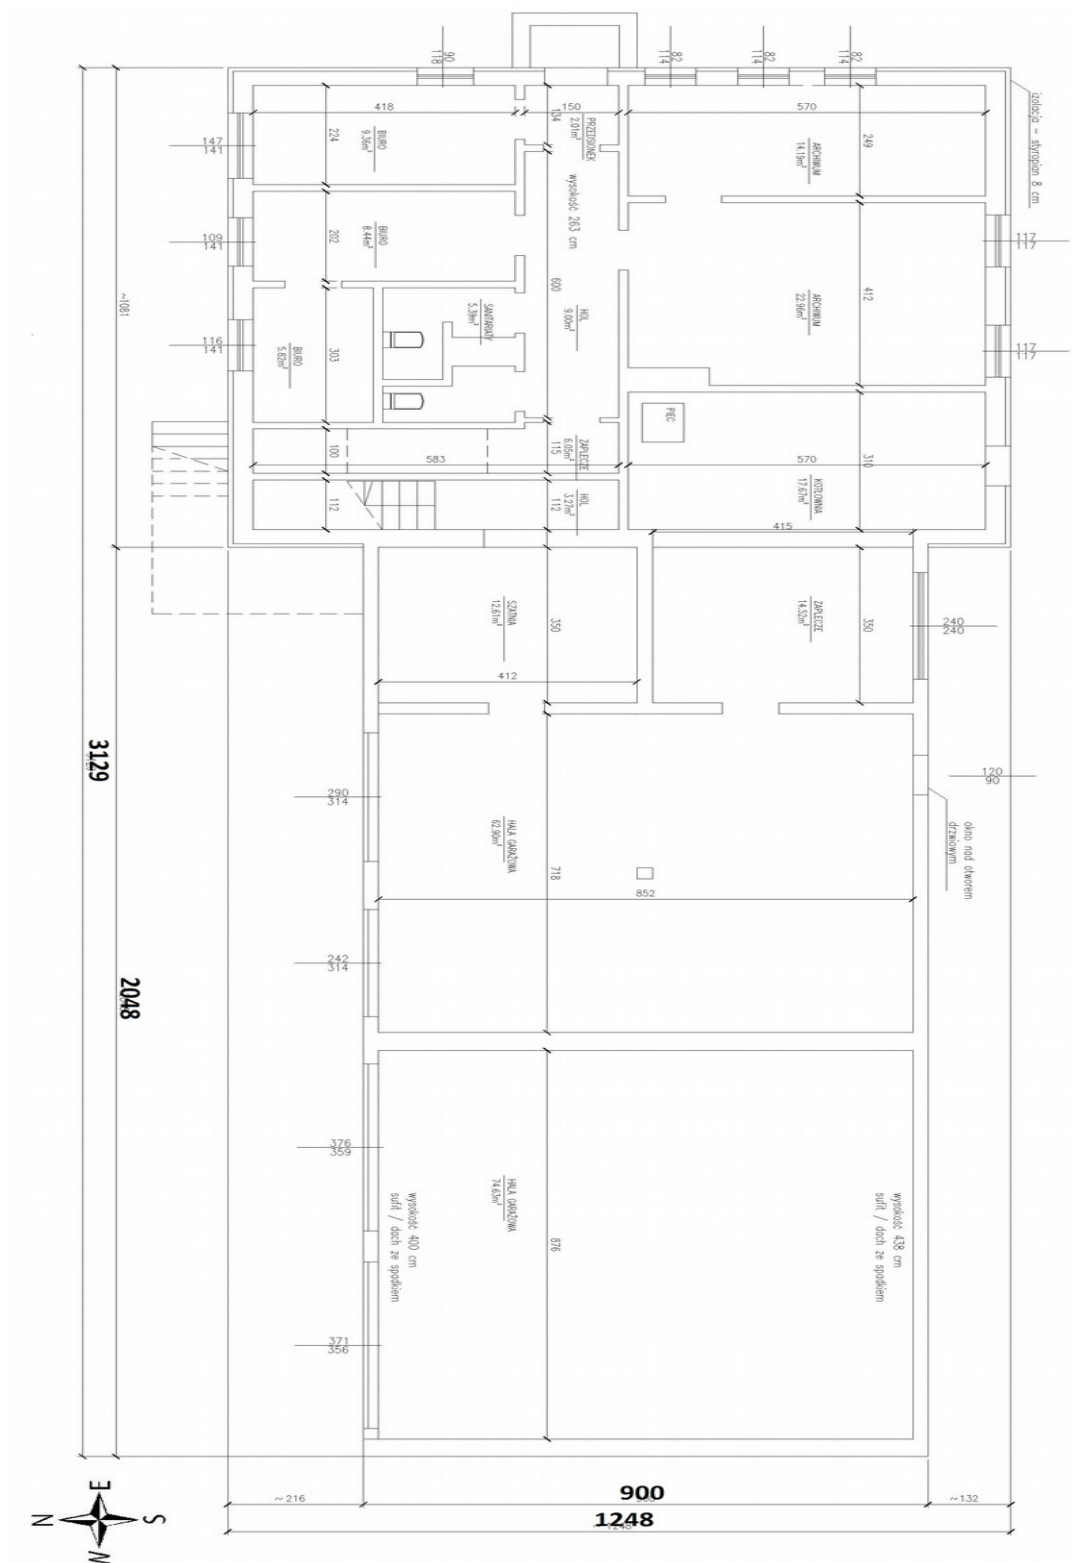 90
118
82
114
82
114
82
114
izolacja – styropian 8 cm
418
150
570
134
224
BIURO
9.36m²
PRZEDSIONEK
2.01m²
249
ARCHIWUM
14.19m²
147
141
wysokość 263 cm
202
BIURO
8.44m²
109
141
117
117
~1081
600
HOL
9.00m²
412
ARCHIWUM
22.96m²
SANITARIATY
5.39m²
116
141
303
BIURO
5.82m²
117
117
PIEC
100
583
115
ZAPLECZE
6.05m²
570
310
KOTŁOWNIA
17.67m²
112
112
HOL
3.27m²
415
SZATNIA
12.61m²
350
ZAPLECZE
14.52m²
350
240
240
412
3129
120
90
290
314
HALA GARAŻOWA
62.90m²
718
852
okno nad otworem
drzwiowym
242
314
2048
376
359
HALA GARAŻOWA
74.63m²
876
wysokość 400 cm
sufit / dach ze spadkiem
wysokość 438 cm
sufit / dach ze spadkiem
371
356
~216
900
~132
1248
E
N
S
W